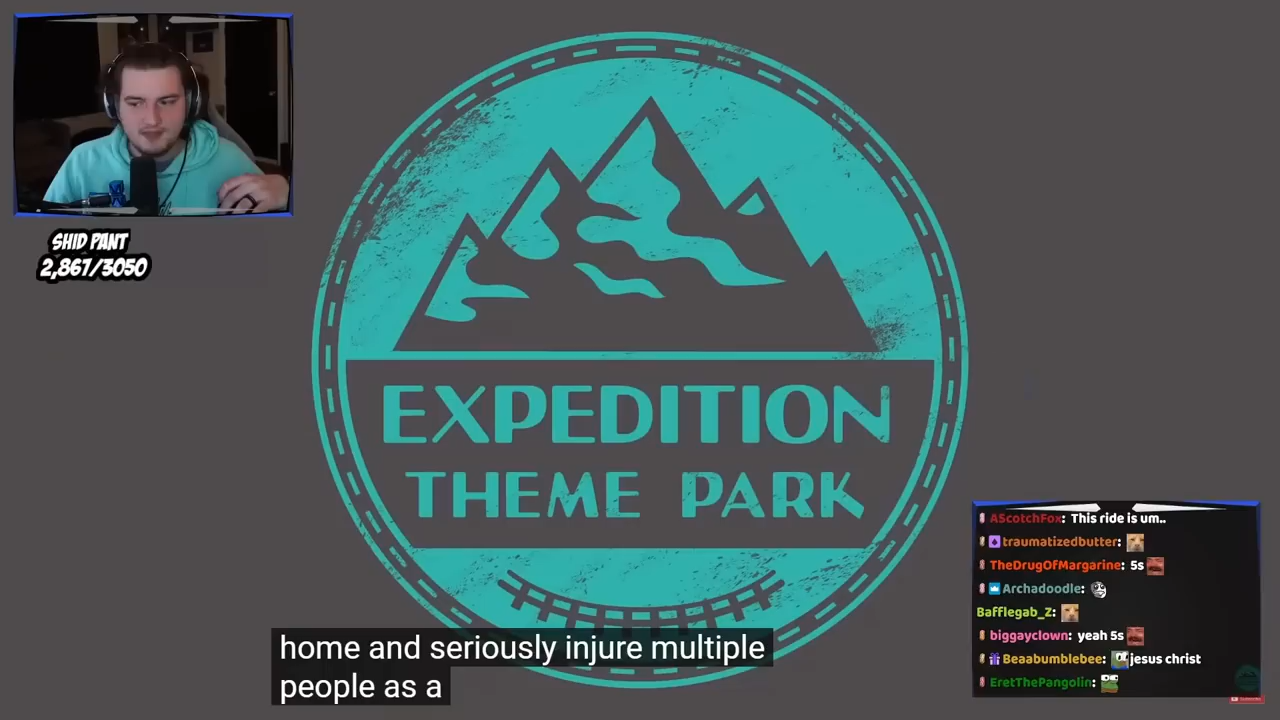 SHID PANT
2,867/3050
EXPEDITION
THEME PARK
home and seriously injure multiple
people as a
AScotchFox: This ride is um..
traumatizedbutter:
TheDrugOfMargarine: 5s
Archadoodle:
Bafflegab_Z:
biggayclown: yeah 5s
Beaabumblebee: jesus christ
EretThePangolin: